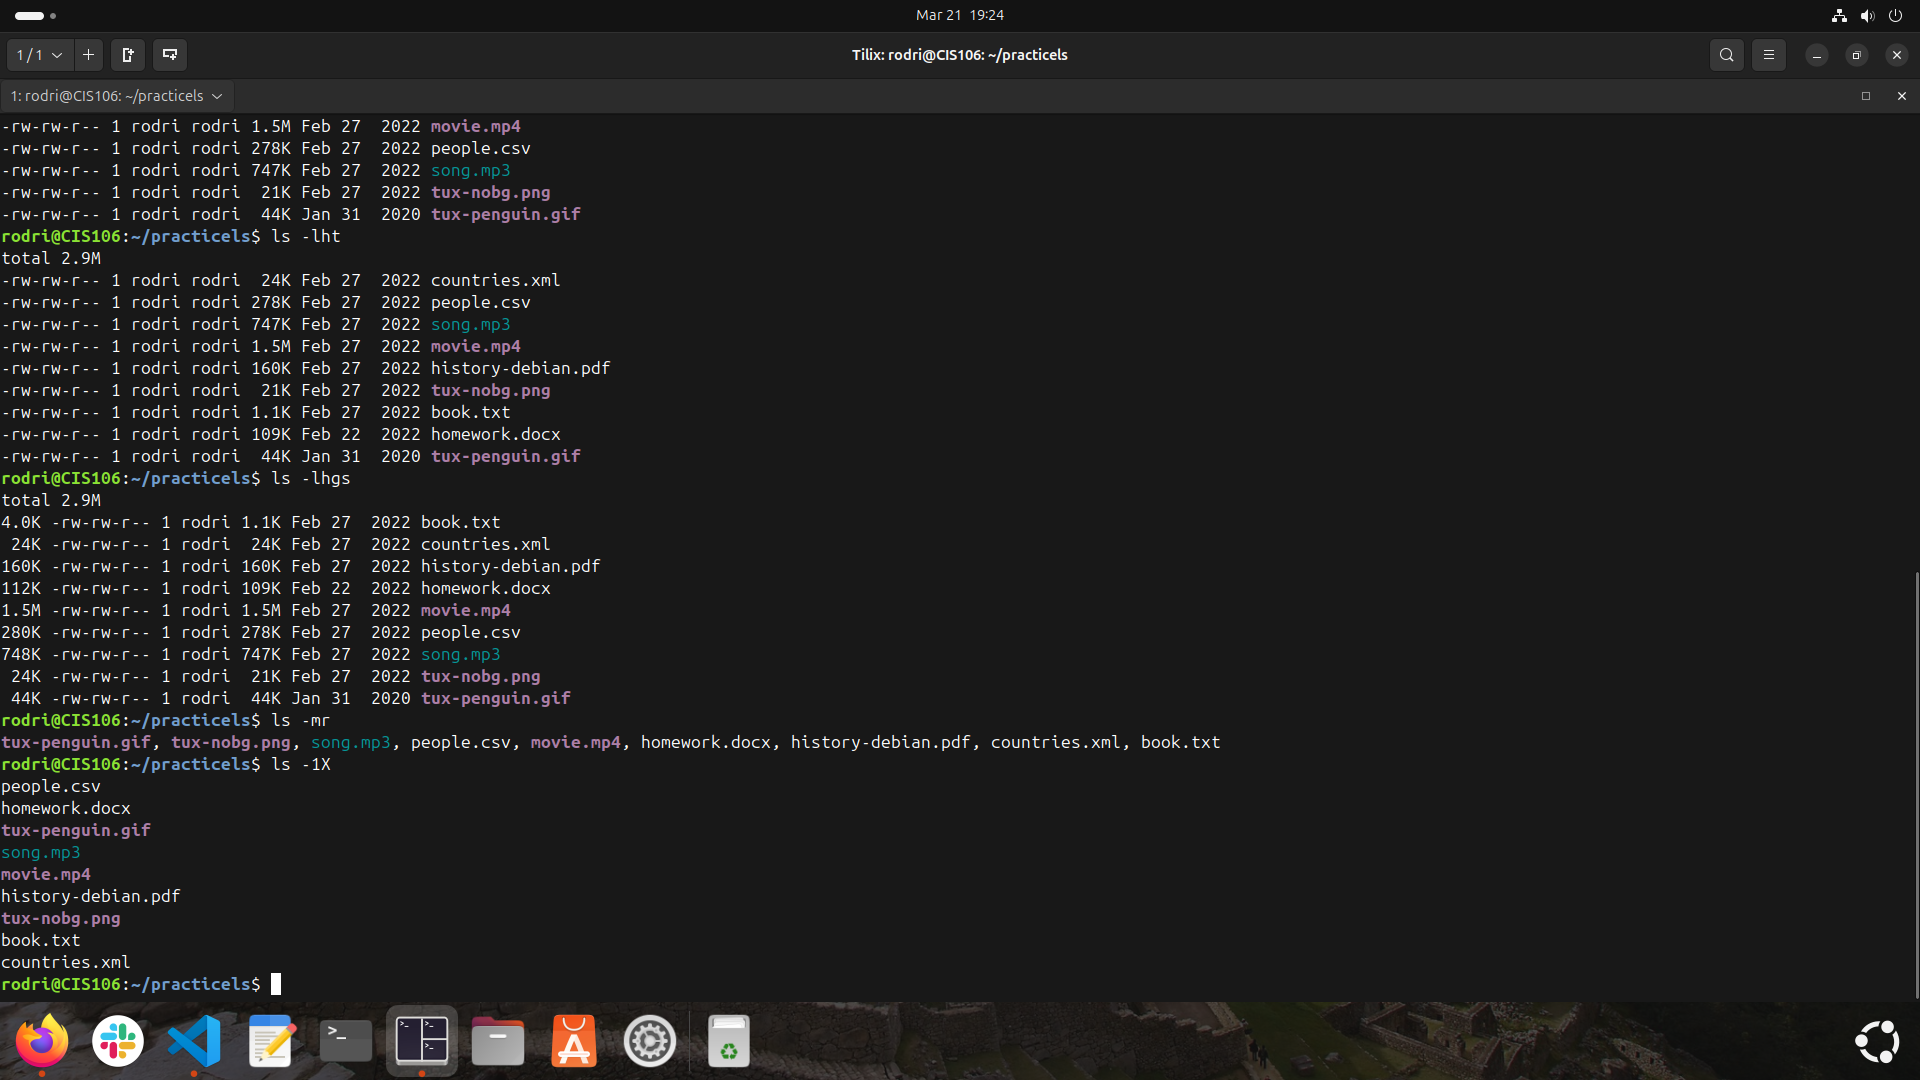 Mar 21  19:24
1 / 1
Tilix: rodri@CIS106: ~/practicels
1: rodri@CIS106: ~/practicels
-rw-rw-r-- 1 rodri rodri 1.5M Feb 27  2022 movie.mp4
-rw-rw-r-- 1 rodri rodri 278K Feb 27  2022 people.csv
-rw-rw-r-- 1 rodri rodri 747K Feb 27  2022 song.mp3
-rw-rw-r-- 1 rodri rodri  21K Feb 27  2022 tux-nobg.png
-rw-rw-r-- 1 rodri rodri  44K Jan 31  2020 tux-penguin.gif
rodri@CIS106:~/practicels$ ls -lht
total 2.9M
-rw-rw-r-- 1 rodri rodri  24K Feb 27  2022 countries.xml
-rw-rw-r-- 1 rodri rodri 278K Feb 27  2022 people.csv
-rw-rw-r-- 1 rodri rodri 747K Feb 27  2022 song.mp3
-rw-rw-r-- 1 rodri rodri 1.5M Feb 27  2022 movie.mp4
-rw-rw-r-- 1 rodri rodri 160K Feb 27  2022 history-debian.pdf
-rw-rw-r-- 1 rodri rodri  21K Feb 27  2022 tux-nobg.png
-rw-rw-r-- 1 rodri rodri 1.1K Feb 27  2022 book.txt
-rw-rw-r-- 1 rodri rodri 109K Feb 22  2022 homework.docx
-rw-rw-r-- 1 rodri rodri  44K Jan 31  2020 tux-penguin.gif
rodri@CIS106:~/practicels$ ls -lhgs
total 2.9M
4.0K -rw-rw-r-- 1 rodri 1.1K Feb 27  2022 book.txt
 24K -rw-rw-r-- 1 rodri  24K Feb 27  2022 countries.xml
160K -rw-rw-r-- 1 rodri 160K Feb 27  2022 history-debian.pdf
112K -rw-rw-r-- 1 rodri 109K Feb 22  2022 homework.docx
1.5M -rw-rw-r-- 1 rodri 1.5M Feb 27  2022 movie.mp4
280K -rw-rw-r-- 1 rodri 278K Feb 27  2022 people.csv
748K -rw-rw-r-- 1 rodri 747K Feb 27  2022 song.mp3
 24K -rw-rw-r-- 1 rodri  21K Feb 27  2022 tux-nobg.png
 44K -rw-rw-r-- 1 rodri  44K Jan 31  2020 tux-penguin.gif
rodri@CIS106:~/practicels$ ls -mr
tux-penguin.gif, tux-nobg.png, song.mp3, people.csv, movie.mp4, homework.docx, history-debian.pdf, countries.xml, book.txt
rodri@CIS106:~/practicels$ ls -1X
people.csv
homework.docx
tux-penguin.gif
song.mp3
movie.mp4
history-debian.pdf
tux-nobg.png
book.txt
countries.xml
rodri@CIS106:~/practicels$